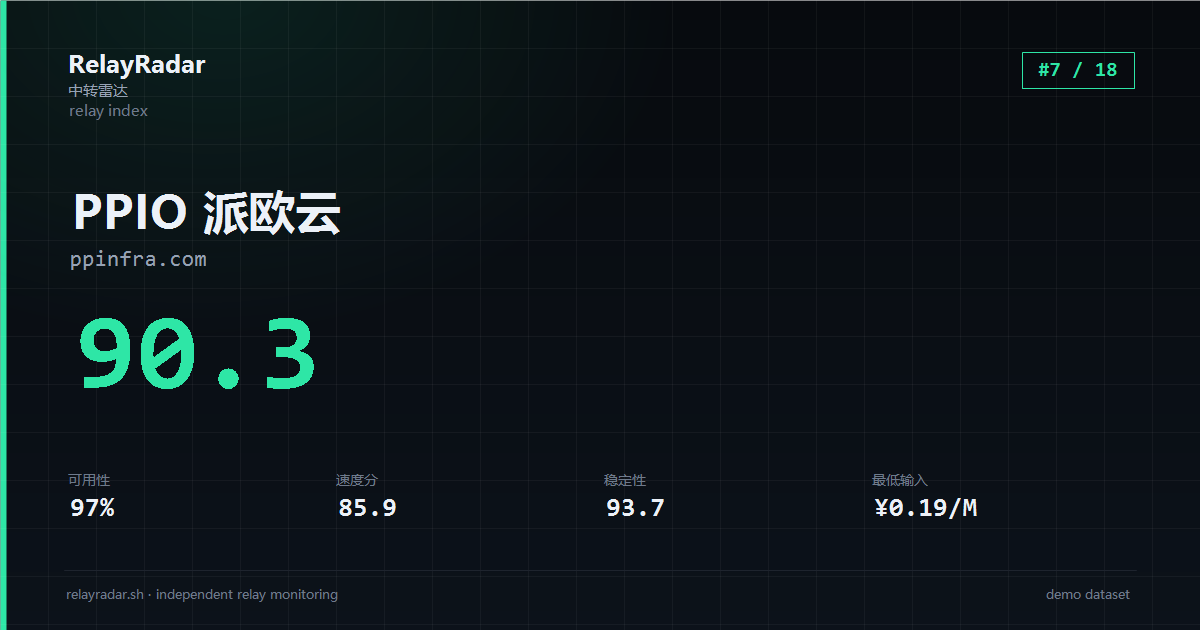 RelayRadar
#7 / 18
中转雷达
relay index
PPIO 派欧云
ppinfra.com
90.3
可用性 速度分 稳定性 最低输入
97% 85.9 93.7 ¥0.19/M
relayradar.sh · independent relay monitoring demo dataset